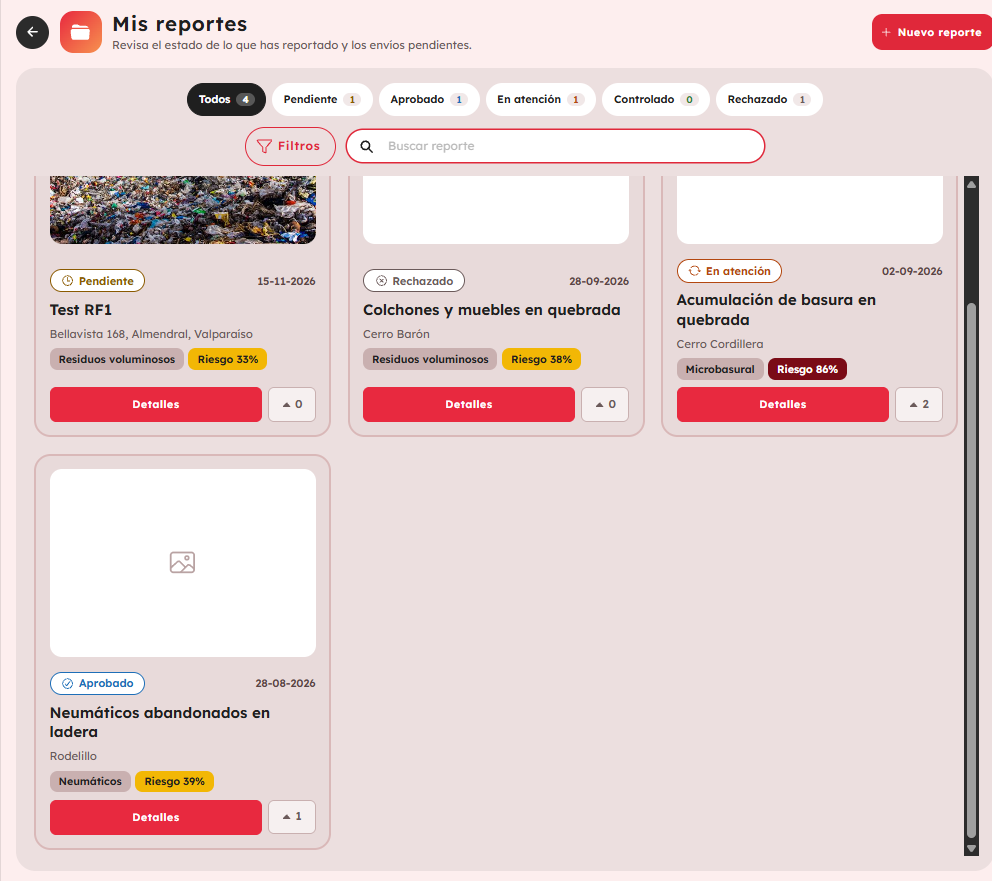 Mis reportes
Revisa el estado de lo que has reportado y los envíos pendientes.
+ Nuevo reporte
Todos 4
Pendiente 1
Aprobado 1
En atención 1
Controlado 0
Rechazado 1
Filtros
Buscar reporte
Pendiente
15-11-2026
Test RF1
Bellavista 168, Almendral, Valparaíso
Residuos voluminosos
Riesgo 33%
Detalles
0
Rechazado
28-09-2026
Colchones y muebles en quebrada
Cerro Barón
Residuos voluminosos
Riesgo 38%
Detalles
0
En atención
02-09-2026
Acumulación de basura en
quebrada
Cerro Cordillera
Microbasural
Riesgo 86%
Detalles
2
Aprobado
28-08-2026
Neumáticos abandonados en
ladera
Rodelillo
Neumáticos
Riesgo 39%
Detalles
1